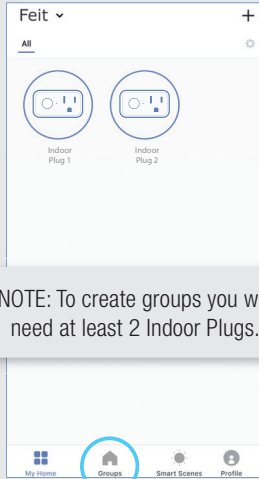 Feit
All
Indoor Indoor
Plug 1 Plug 2
NOTE: To create groups you
need at least 2 Indoor Plugs.
My Home Groups Smart Scenes Profile